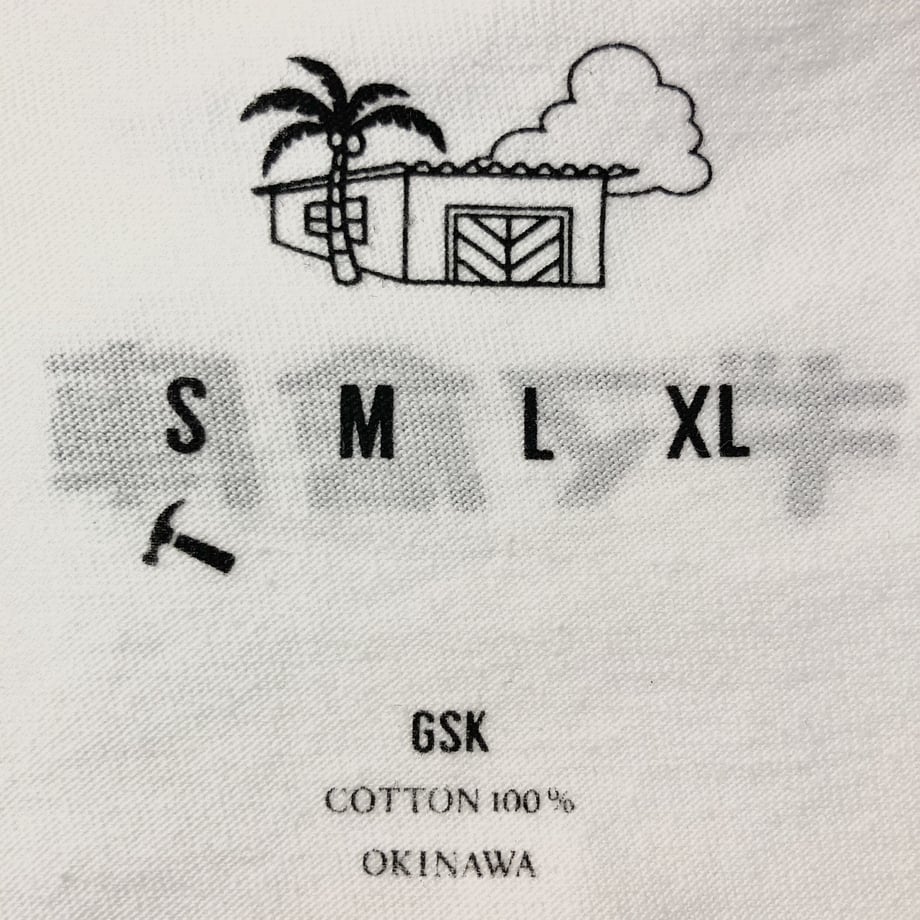 S M L XL
GSK
COTTON 100%
OKINAWA